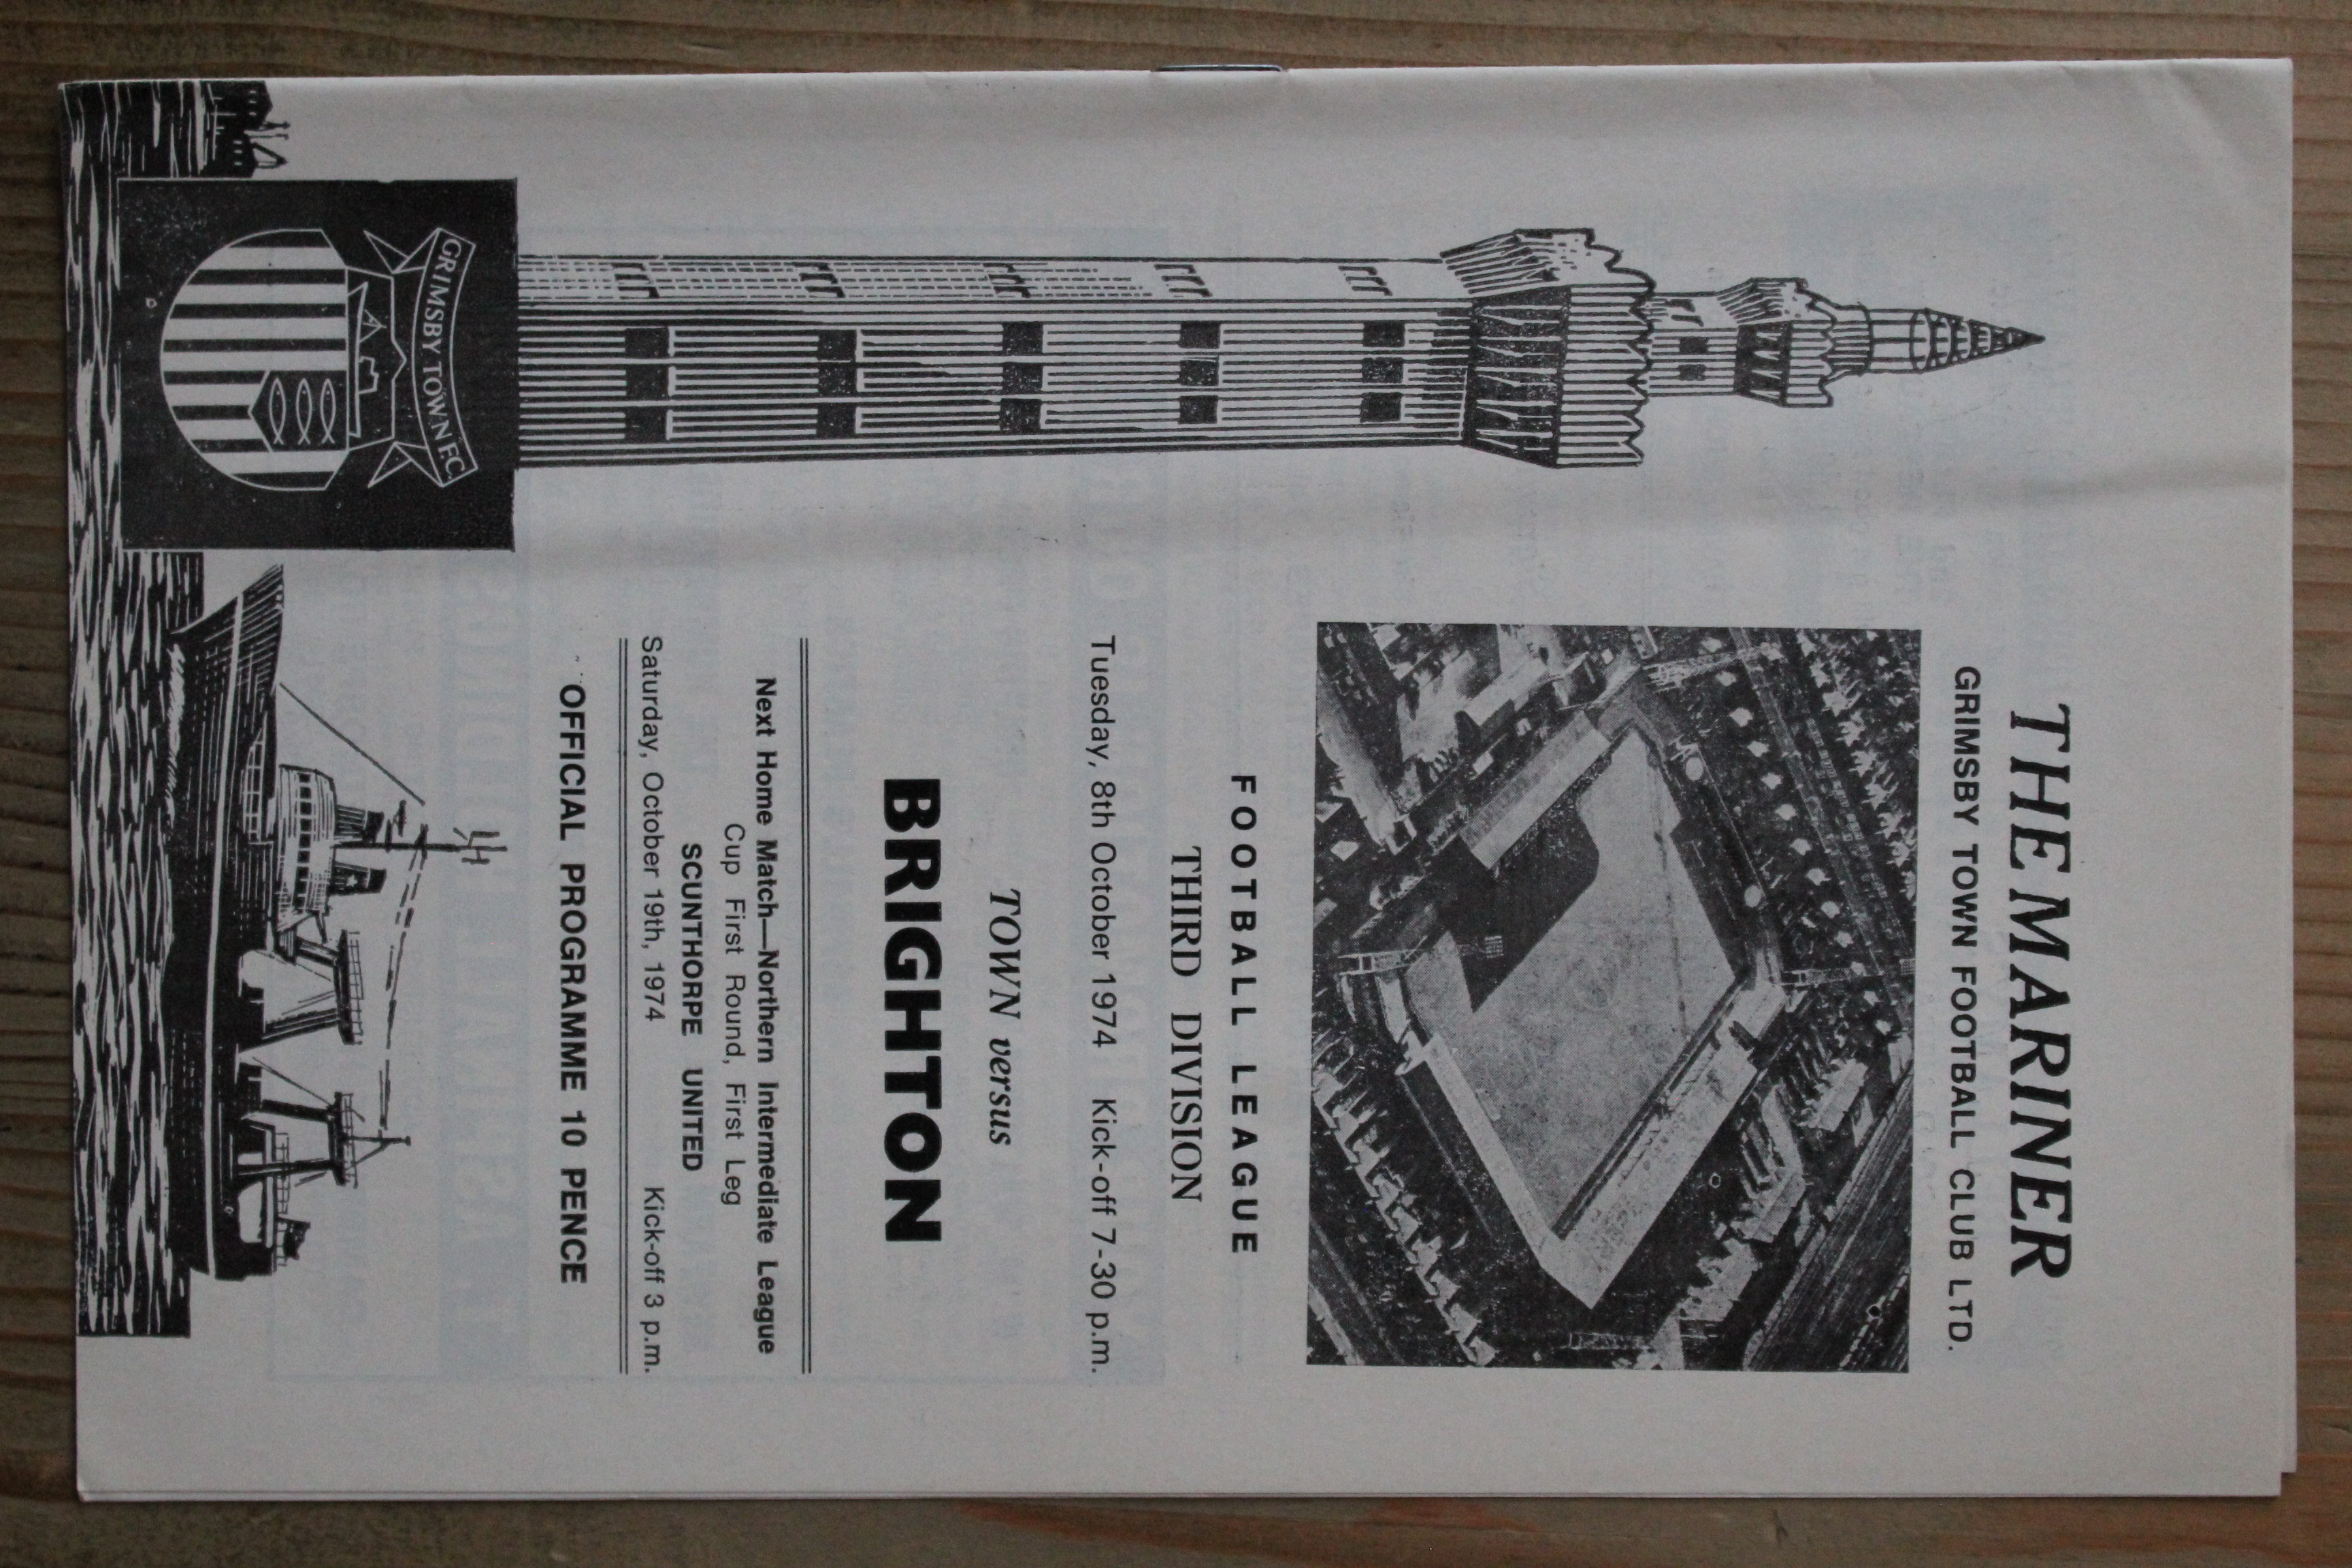 THE MARINER
GRIMSBY TOWN FOOTBALL CLUB LTD.
FOOTBALL LEAGUE
THIRD DIVISION
Tuesday, 8th October 1974 Kick-off 7-30 p.m.
TOWN versus
BRIGHTON
Next Home Match—Northern Intermediate League
Cup First Round, First Leg
SCUNTHORPE UNITED
Saturday, October 19th, 1974 Kick-off 3 p.m.
OFFICIAL PROGRAMME 10 PENCE
GRIMSBY TOWN.F.C.